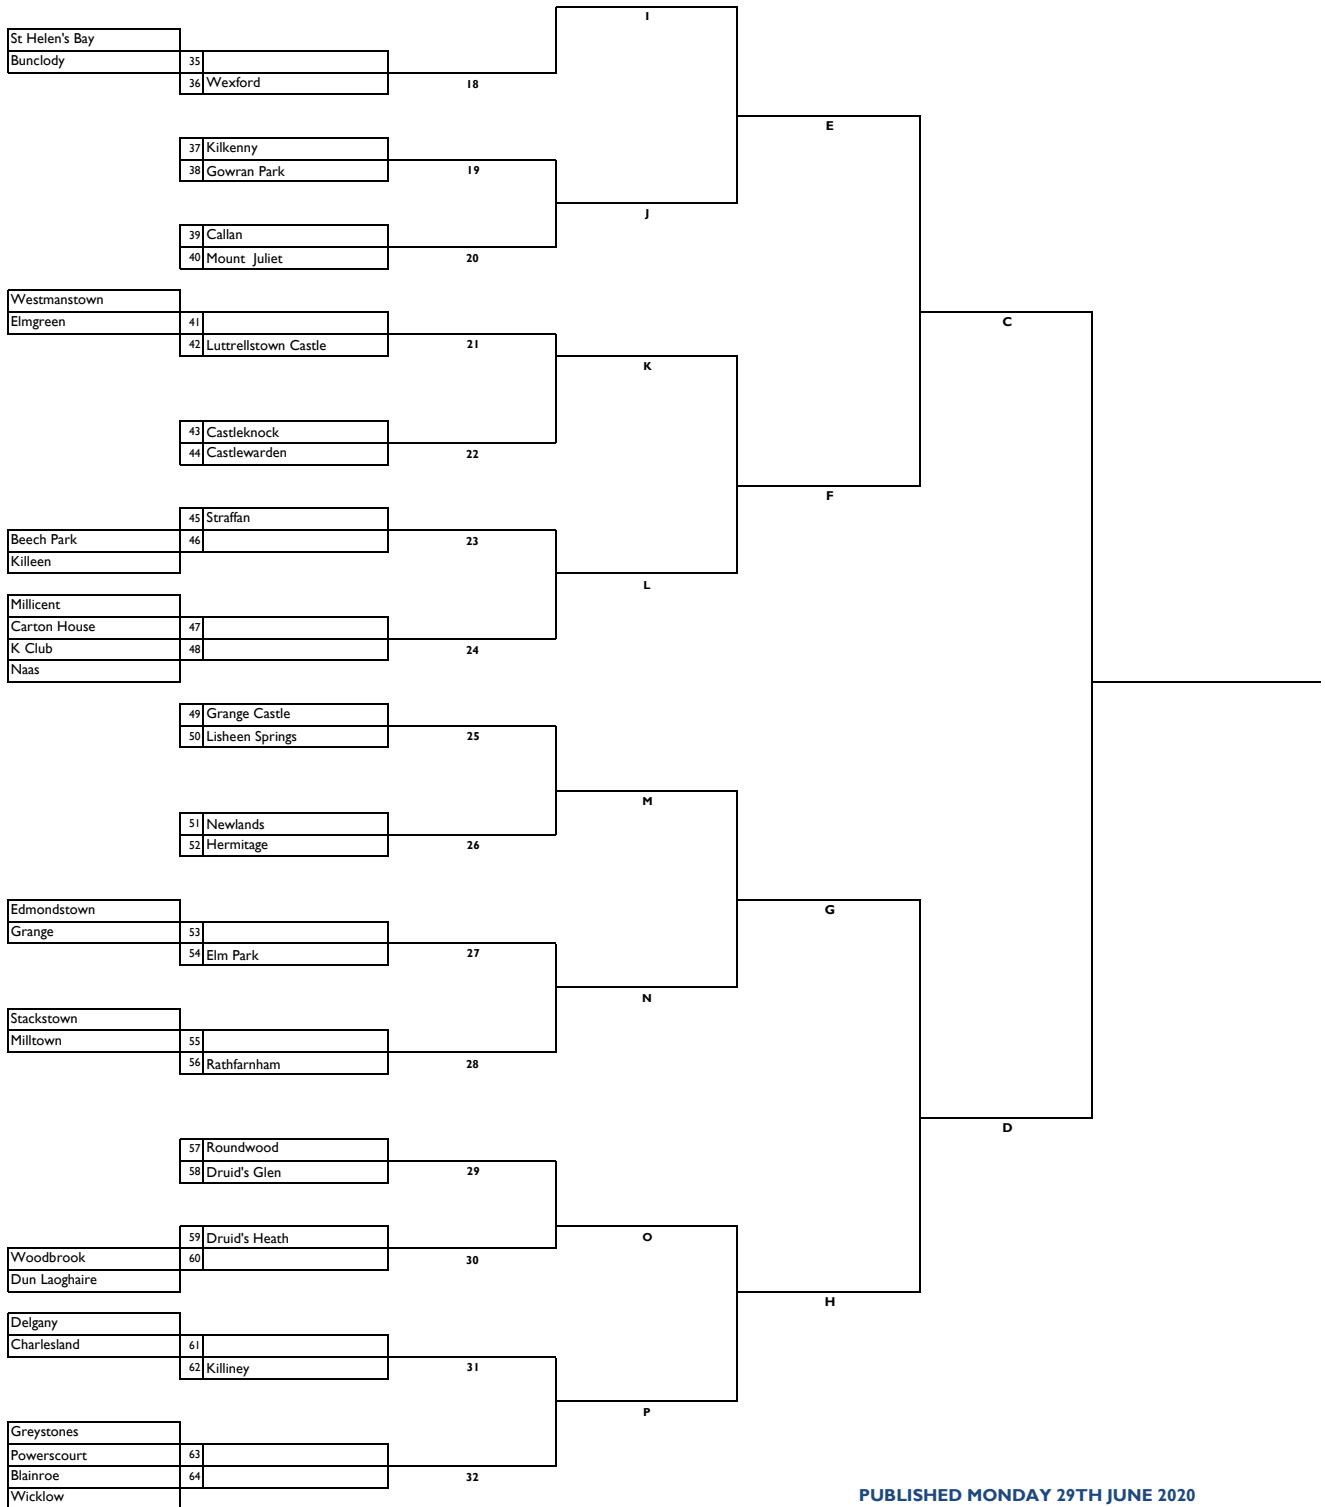 I
St Helen's Bay
Bunclody 35
36 Wexford 18
E
37 Kilkenny
38 Gowran Park 19
J
39 Callan
40 Mount Juliet 20
Westmanstown
Elmgreen 41 C
42 Luttrellstown Castle 21
K
43 Castleknock
44 Castlewarden 22
F
45 Straffan
Beech Park 46 23
Killeen
L
Millicent
Carton House 47
K Club 48 24
Naas
49 Grange Castle
50 Lisheen Springs 25
M
51 Newlands
52 Hermitage 26
Edmondstown G
Grange 53
54 Elm Park 27
N
Stackstown
Milltown 55
56 Rathfarnham 28
D
57 Roundwood
58 Druid's Glen 29
59 Druid's Heath O
Woodbrook 60 30
Dun Laoghaire
H
Delgany
Charlesland 61
62 Killiney 31
P
Greystones
Powerscourt 63
Blainroe 64 32
Wicklow PUBLISHED MONDAY 29TH JUNE 2020